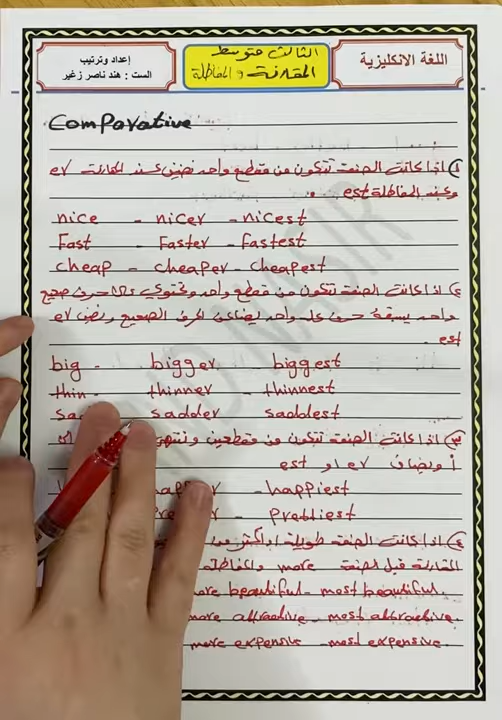 اللغة الانكليزية
الثالث متوسط
المقارنة والمفاضلة
إعداد وترتيب
الست : هند ناصر زغير
Comparative
١) اذا كانت الصفة تتكون من مقطع واحد نضيف عند المقارنة er
وعند المفاضلة est .
nice - nicer - nicest
Fast - Faster - Fastest
cheap - cheaper - cheapest
٢) اذا كانت الصفة تتكون من مقطع واحد وتحتوي على حرف صحيح
واحد يسبقه حرف علة واحد يضاعف الحرف الصحيح ونضيف er
est .
big - bigger - biggest
thin - thinner - thinnest
sadder saddest
٣) اذا كانت الصفة تتكون من مقطعين وتنتهي
أو نضاف er او est
- happiest
- prettiest
٤) اذا كانت الصفة طويلة
المقارنة قبل الصفة more والمفاضلة
more beautiful - most beautiful.
more attractive - most attractive.
more expensive - most expensive.